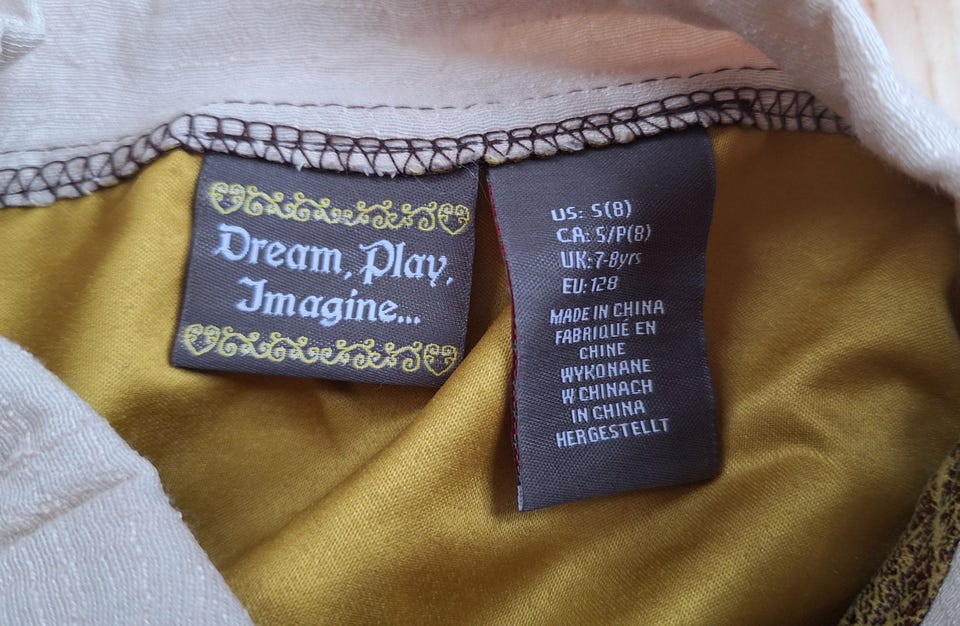 Dream, Play,
Imagine...
US: S(8)
CA: S/P(8)
UK: 7-8yrs
EU: 128
MADE IN CHINA
FABRIQUÉ EN
CHINE
WYKONANE
W CHINACH
IN CHINA
HERGESTELLT